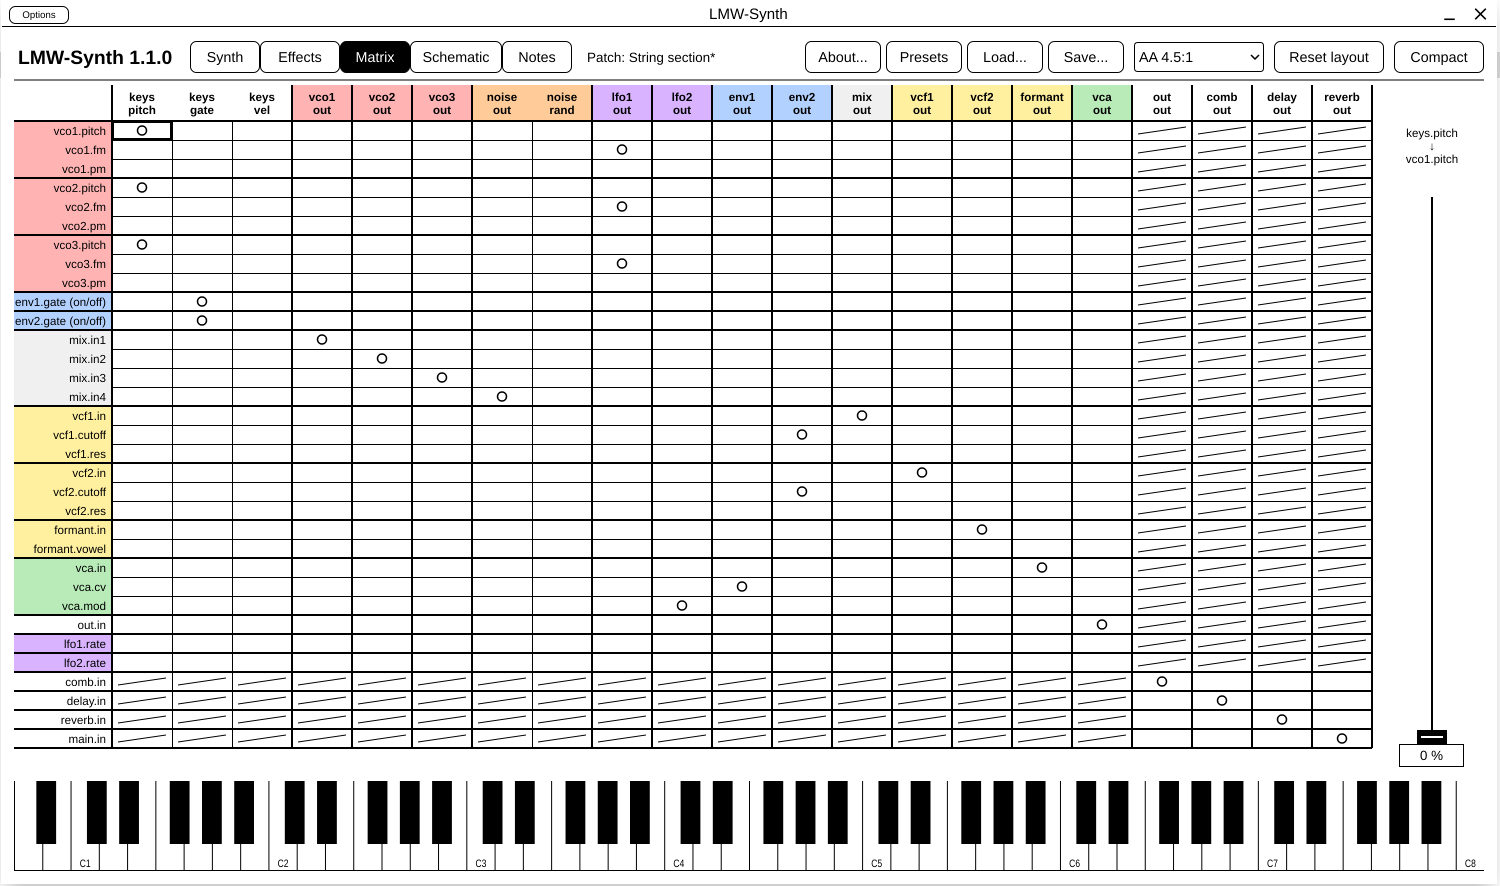 Options
LMW-Synth
LMW-Synth 1.1.0
Synth
Effects
Matrix
Schematic
Notes
Patch: String section*
About...
Presets
Load...
Save...
AA 4.5:1
Reset layout
Compact
keys pitch
keys gate
keys vel
vco1 out
vco2 out
vco3 out
noise out
noise rand
lfo1 out
lfo2 out
env1 out
env2 out
mix out
vcf1 out
vcf2 out
formant out
vca out
out out
comb out
delay out
reverb out
vco1.pitch
vco1.fm
vco1.pm
vco2.pitch
vco2.fm
vco2.pm
vco3.pitch
vco3.fm
vco3.pm
env1.gate (on/off)
env2.gate (on/off)
mix.in1
mix.in2
mix.in3
mix.in4
vcf1.in
vcf1.cutoff
vcf1.res
vcf2.in
vcf2.cutoff
vcf2.res
formant.in
formant.vowel
vca.in
vca.cv
vca.mod
out.in
lfo1.rate
lfo2.rate
comb.in
delay.in
reverb.in
main.in
keys.pitch
↓
vco1.pitch
0 %
C1
C2
C3
C4
C5
C6
C7
C8